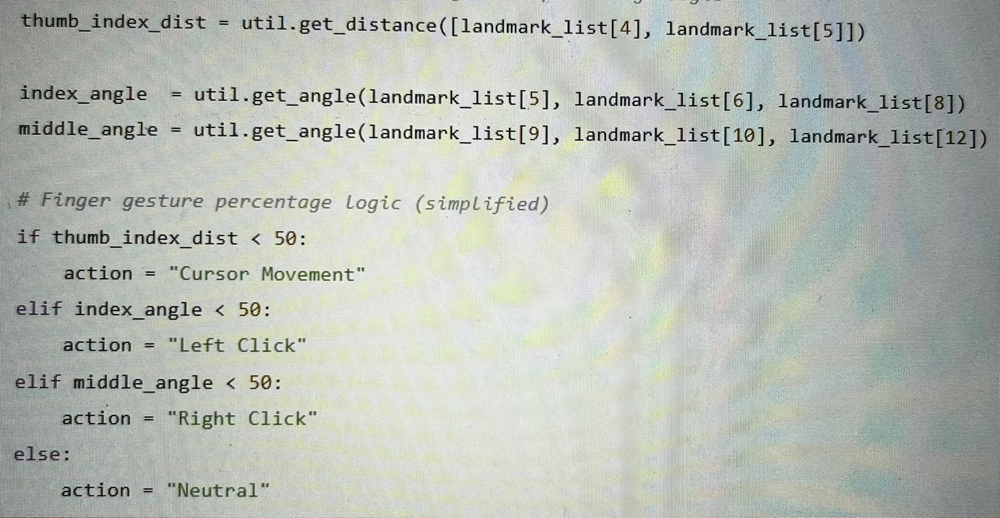 thumb_index_dist = util.get_distance([landmark_list[4], landmark_list[5]])
index_angle  = util.get_angle(landmark_list[5], landmark_list[6], landmark_list[8])
middle_angle = util.get_angle(landmark_list[9], landmark_list[10], landmark_list[12])
# Finger gesture percentage logic (simplified)
if thumb_index_dist < 50:
    action = "Cursor Movement"
elif index_angle < 50:
    action = "Left Click"
elif middle_angle < 50:
    action = "Right Click"
else:
    action = "Neutral"